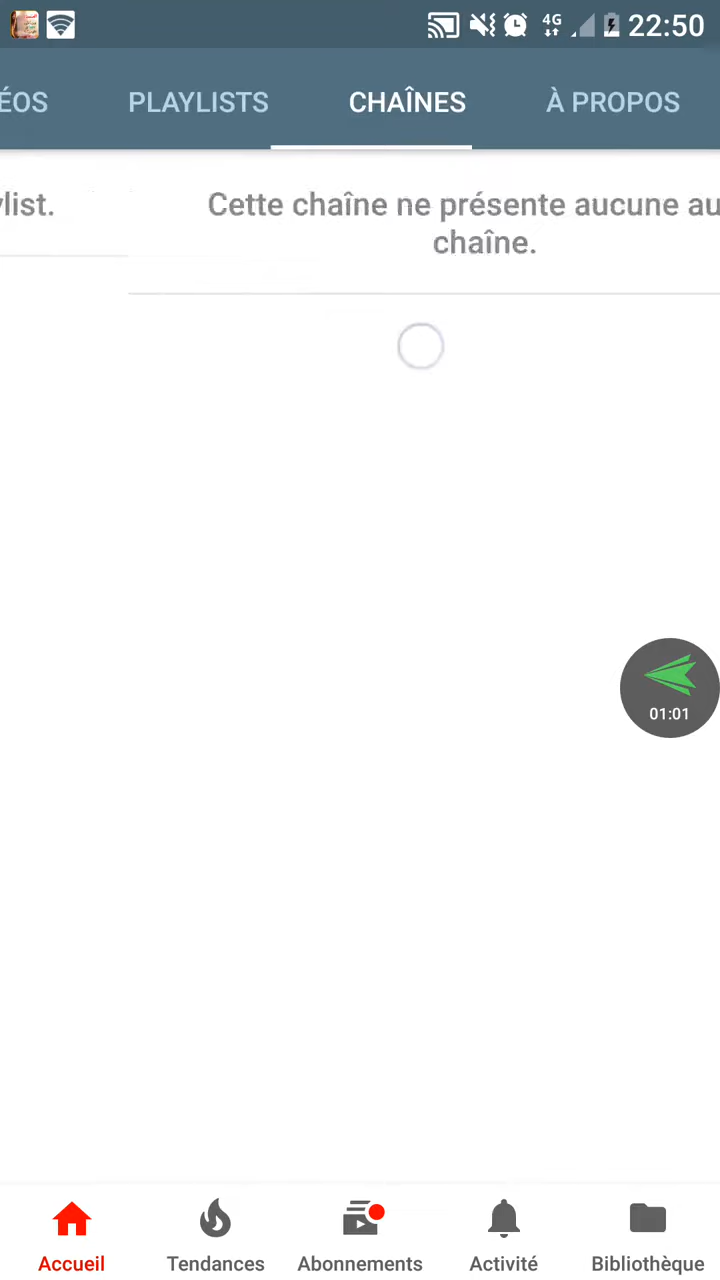 4G 22:50
ÉOS PLAYLISTS CHAÎNES À PROPOS
list.
Cette chaîne ne présente aucune au
chaîne.
01:01
Accueil Tendances Abonnements Activité Bibliothèque